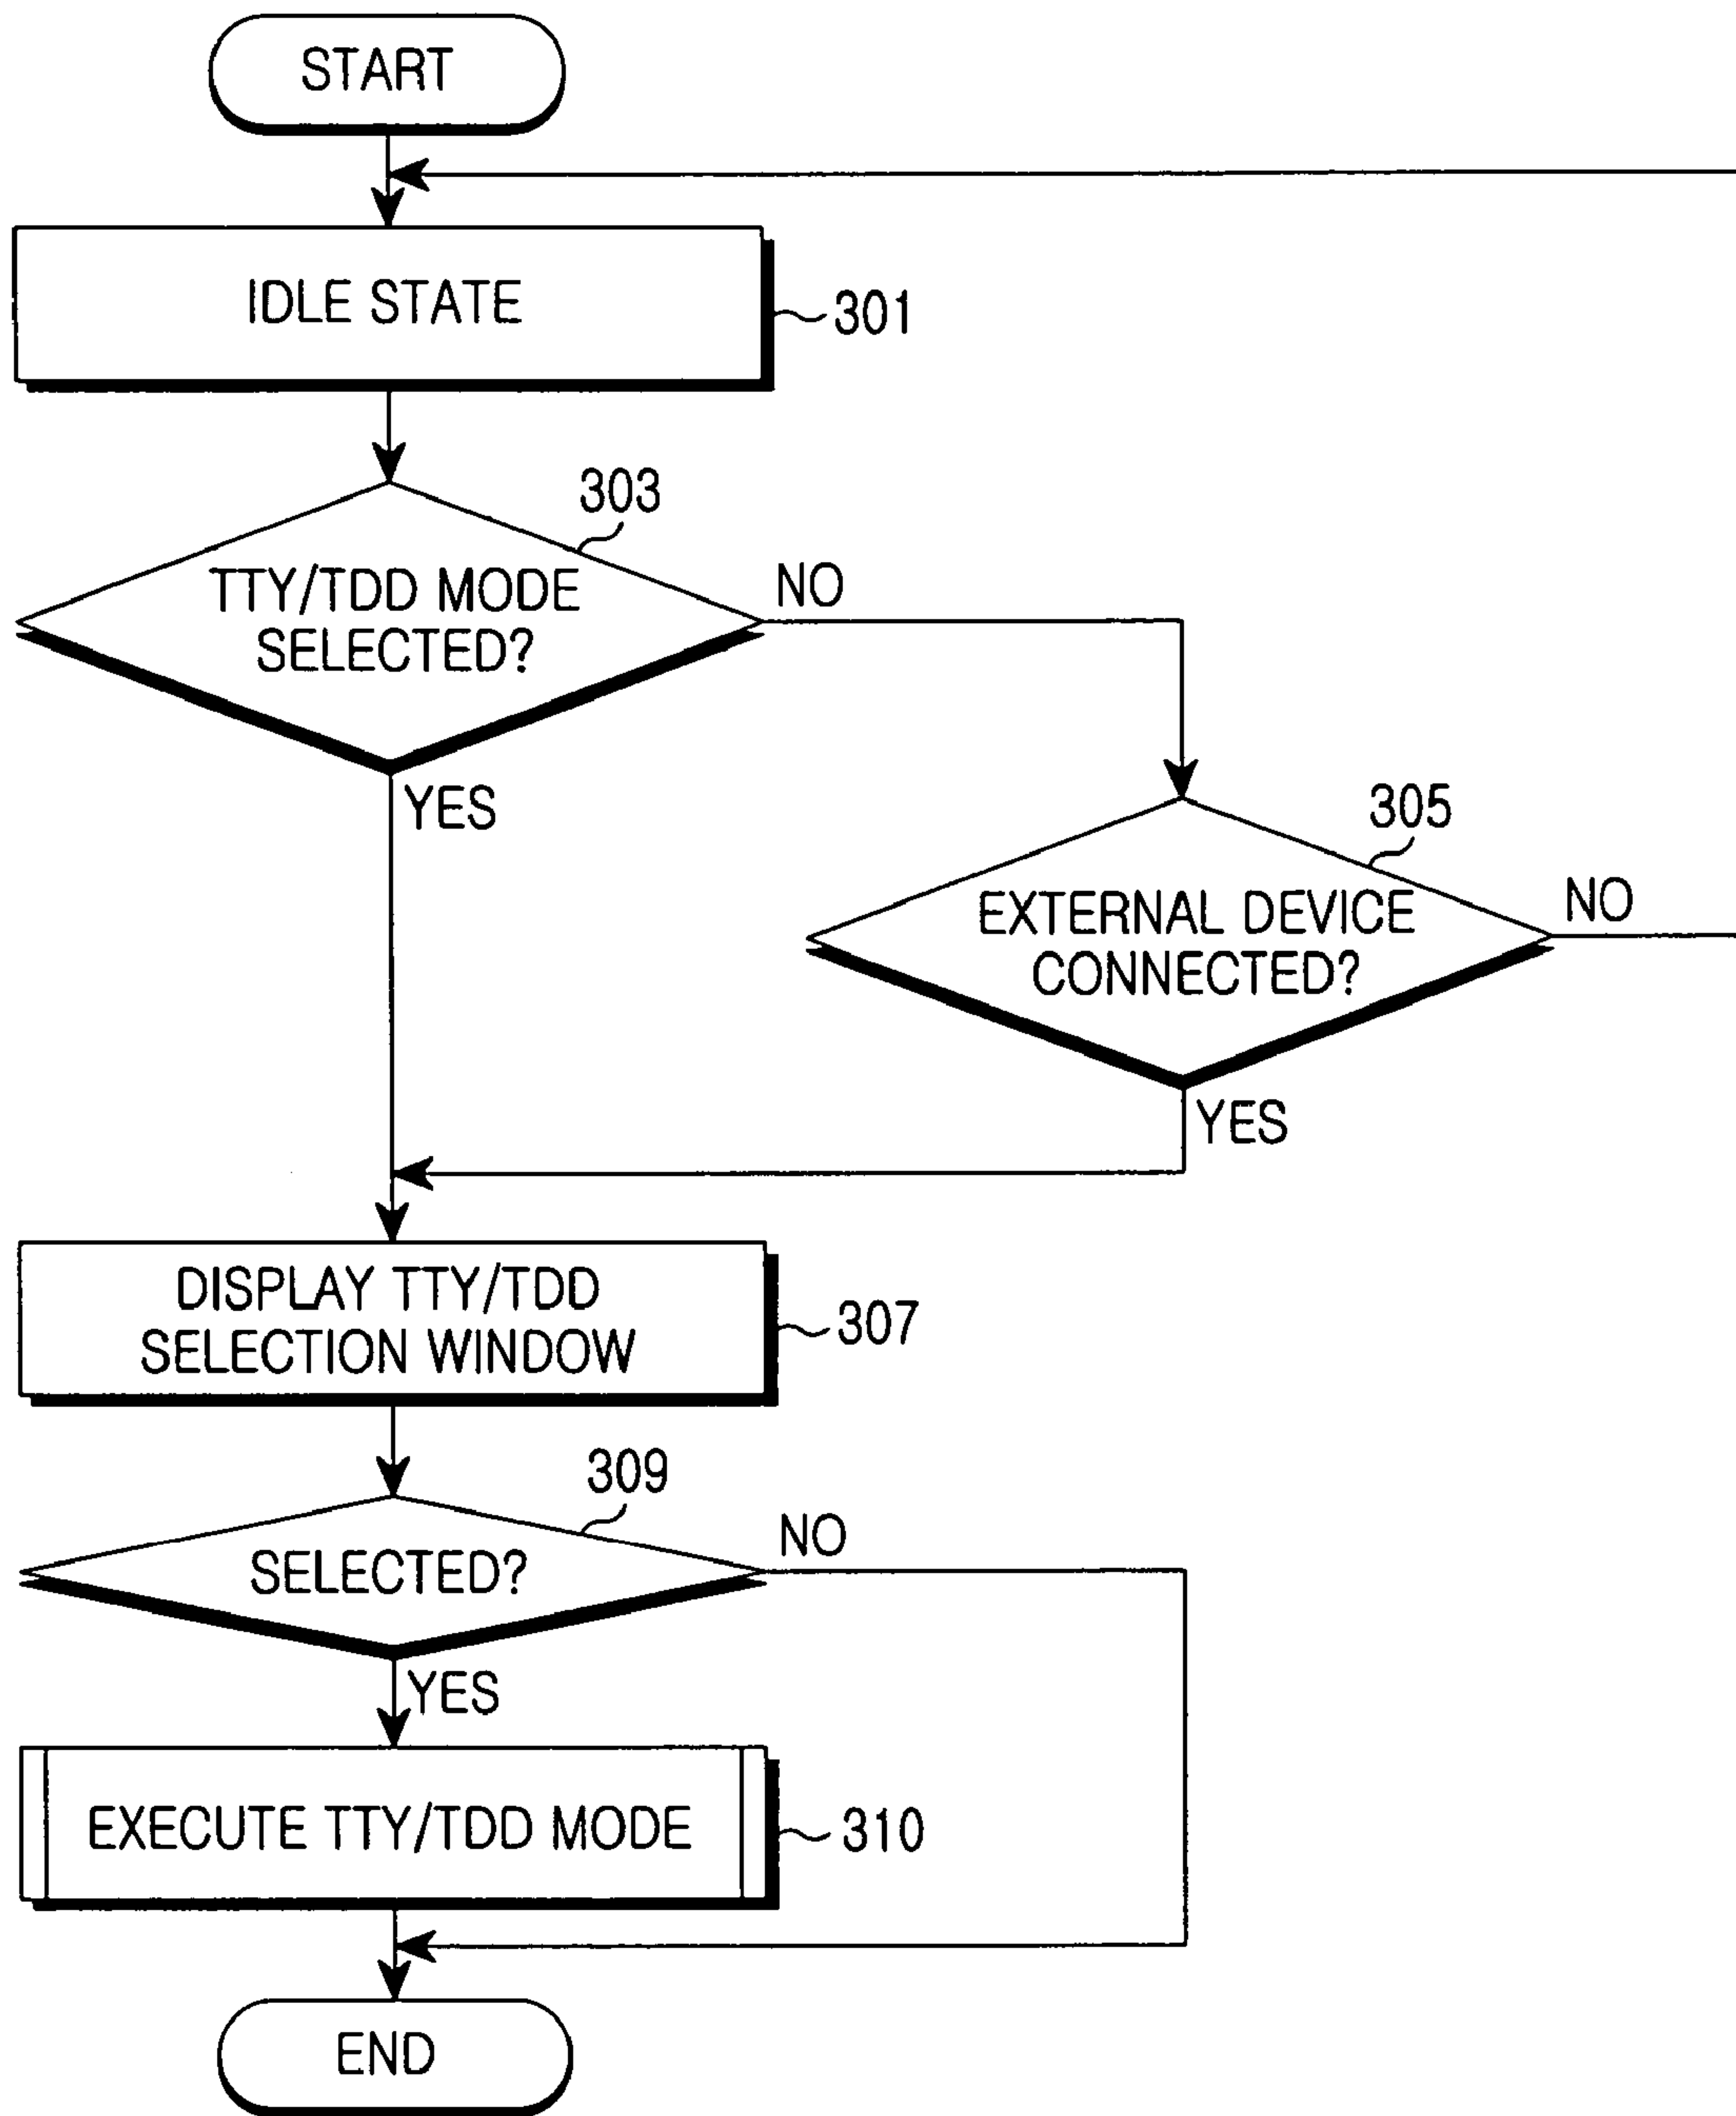 START
IDLE STATE
301
303
TTY/TDD MODE
SELECTED?
NO
YES
305
EXTERNAL DEVICE
CONNECTED?
NO
YES
DISPLAY TTY/TDD
SELECTION WINDOW
307
309
SELECTED?
NO
YES
EXECUTE TTY/TDD MODE
310
END